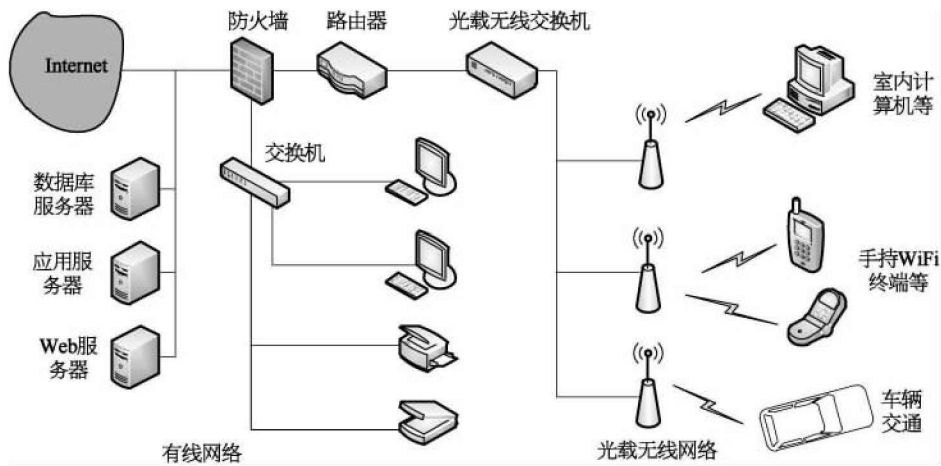 防火墙
路由器
光载无线交换机
Internet
室内计
算机等
交换机
数据库
服务器
应用服
务器
手持WiFi
终端等
Web服
务器
车辆
交通
有线网络
光载无线网络